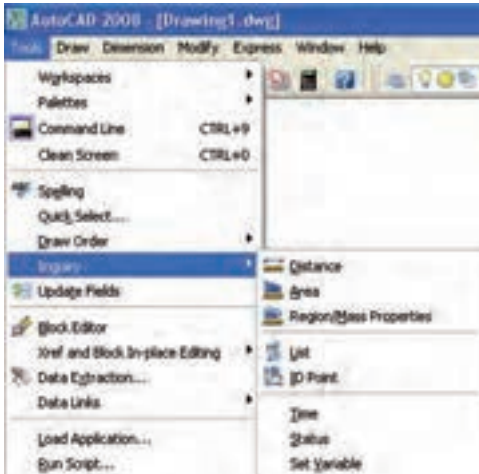 AutoCAD 2008 - [Drawing1.dwg]
Tools Draw Dimension Modify Express Window Help
Workspaces
Palettes
Command Line CTRL+9
Clean Screen CTRL+0
Spelling
Quick Select...
Draw Order
Inquiry
Update Fields
Block Editor
Xref and Block In-place Editing
Data Extraction...
Data Links
Load Application...
Run Script...
Distance
Area
Region/Mass Properties
List
ID Point
Time
Status
Set Variable